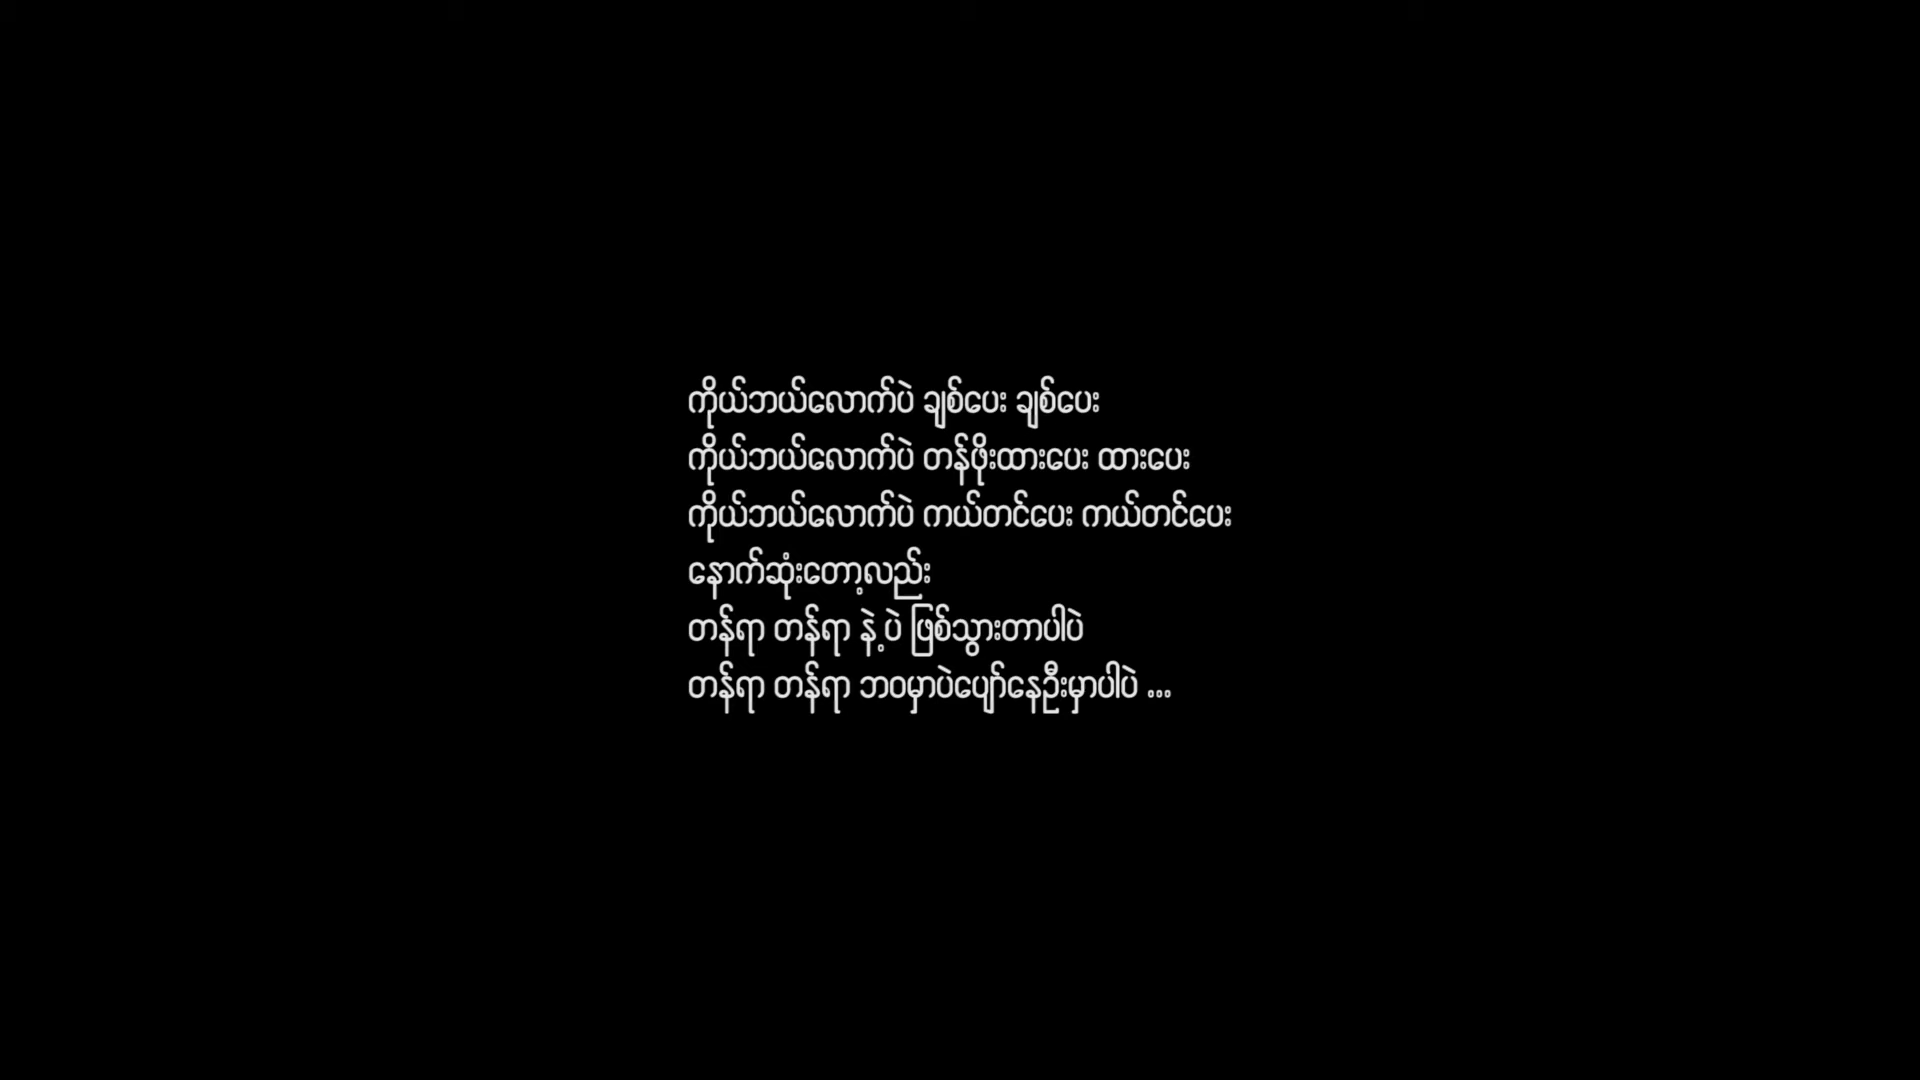 ကိုယ်ဘယ်လောက်ပဲ ချစ်ပေး ချစ်ပေး
ကိုယ်ဘယ်လောက်ပဲ တန်ဖိုးထားပေး ထားပေး
ကိုယ်ဘယ်လောက်ပဲ ကယ်တင်ပေး ကယ်တင်ပေး
နောက်ဆုံးတော့လည်း
တန်ရာ တန်ရာ နဲ့ပဲ ဖြစ်သွားတာပါပဲ
တန်ရာ တန်ရာ ဘဝမှာပဲပျော်နေဦးမှာပါပဲ ...